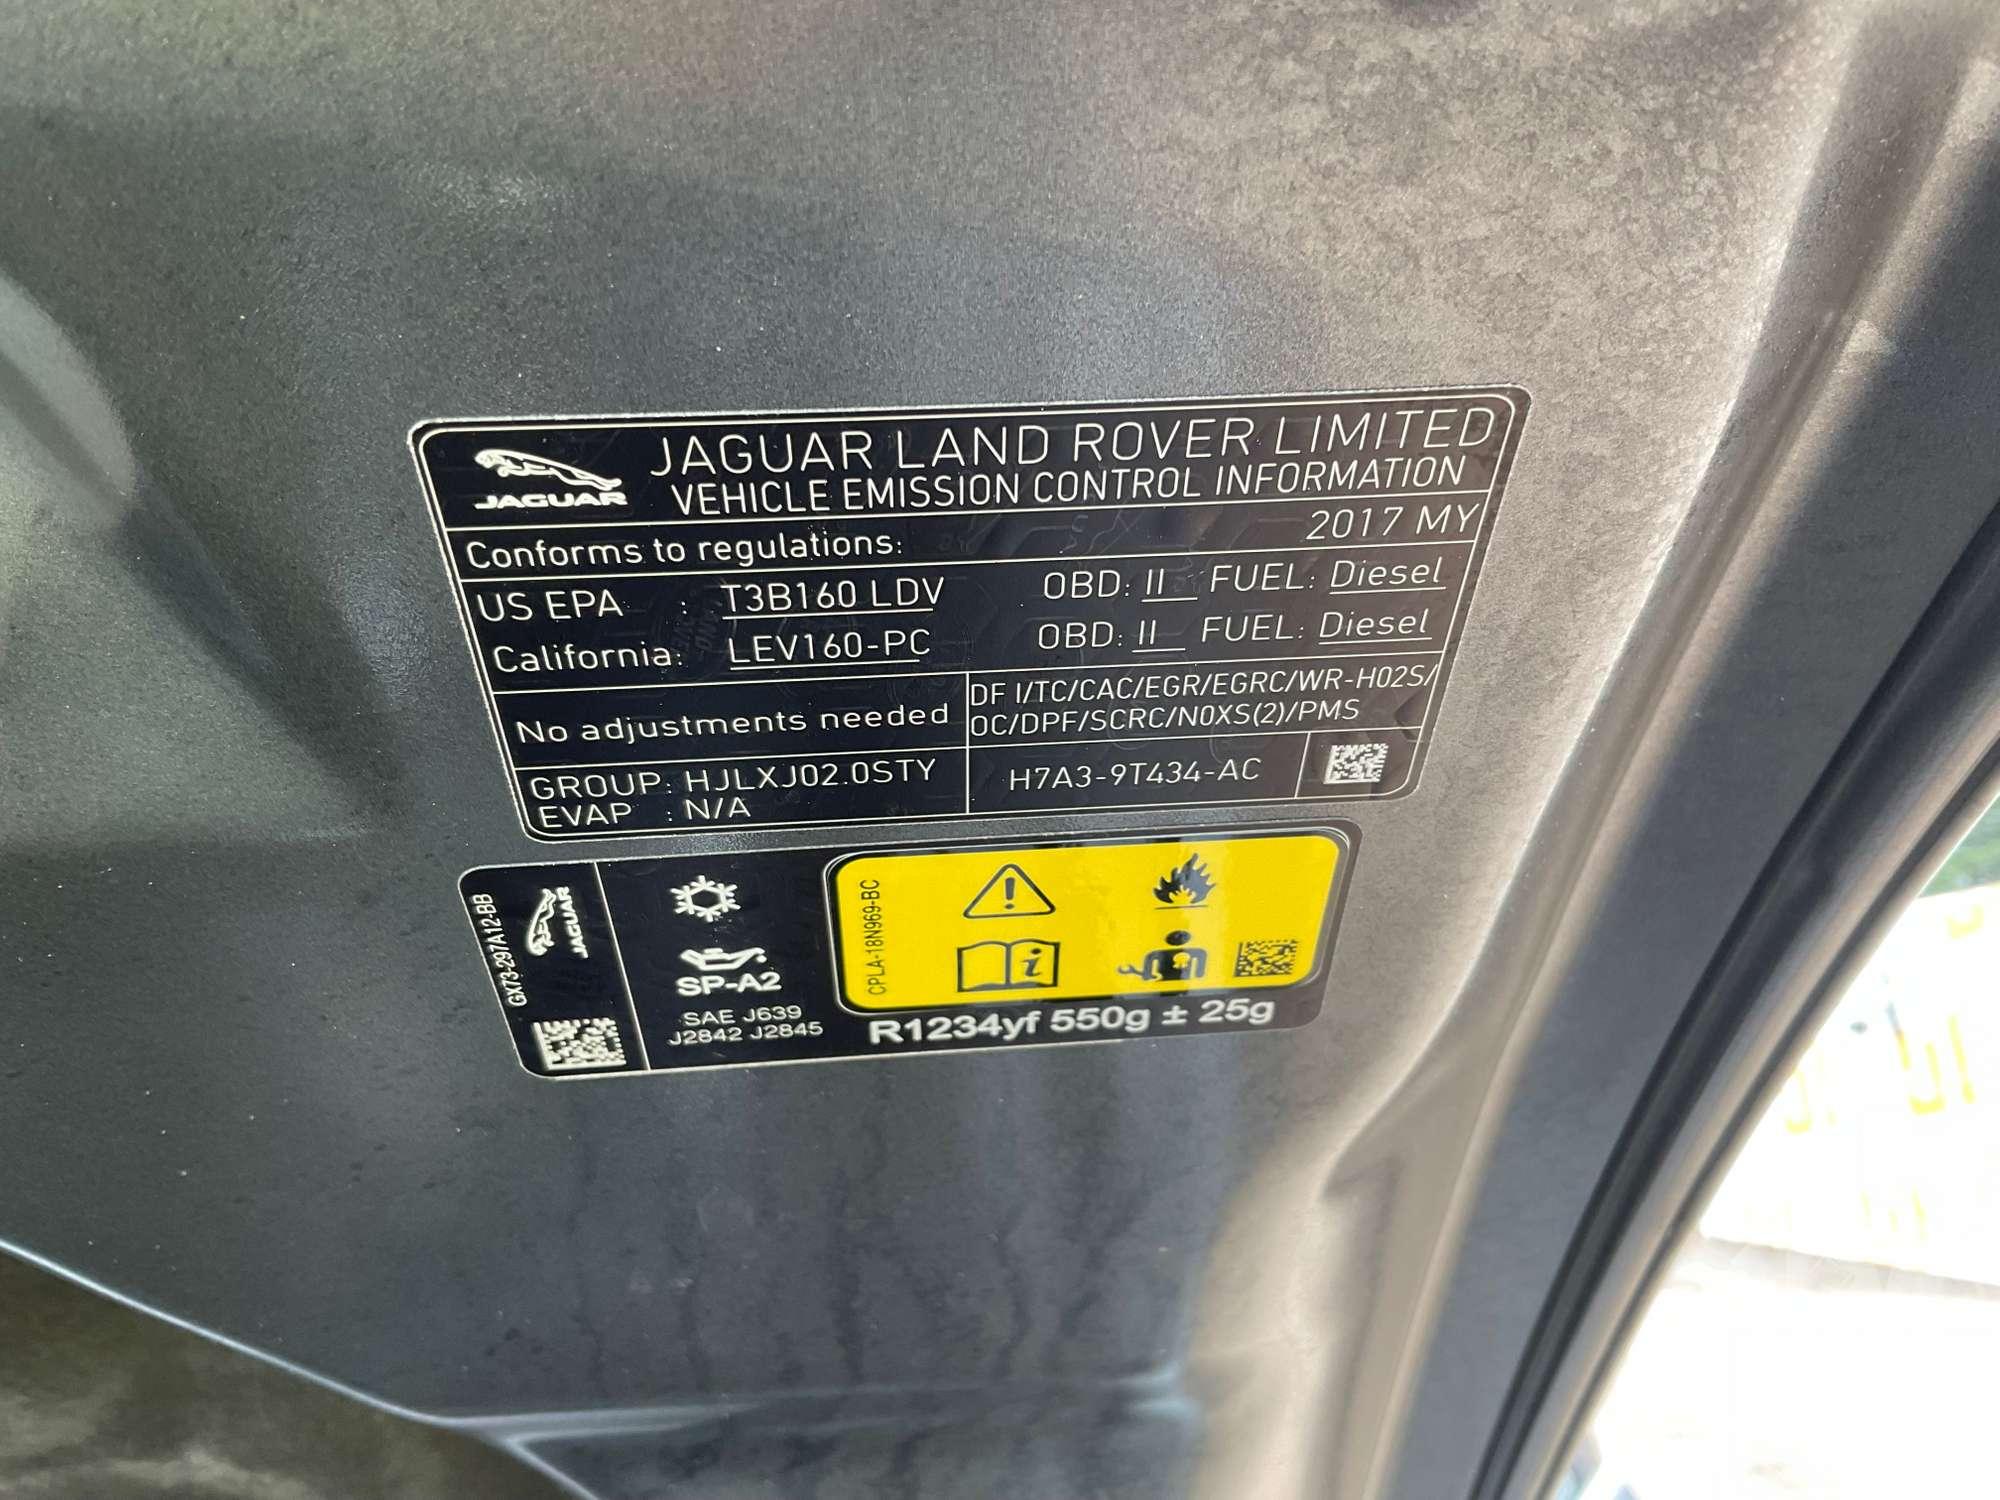 JAGUAR
JAGUAR LAND ROVER LIMITED
VEHICLE EMISSION CONTROL INFORMATION
2017 MY
Conforms to regulations:
US EPA : T3B160 LDV OBD: II FUEL: Diesel
California: LEV160-PC OBD: II FUEL: Diesel
No adjustments needed
DF I/TC/CAC/EGR/EGRC/WR-HO2S/
OC/DPF/SCRC/NOXS(2)/PMS
GROUP: HJLXJ02.0STY
EVAP : N/A
H7A3-9T434-AC
GX73-297A12-BB
JAGUAR
SP-A2
SAE J639
J2842 J2845
CPLA-18N969-BC
R1234yf 550g ± 25g